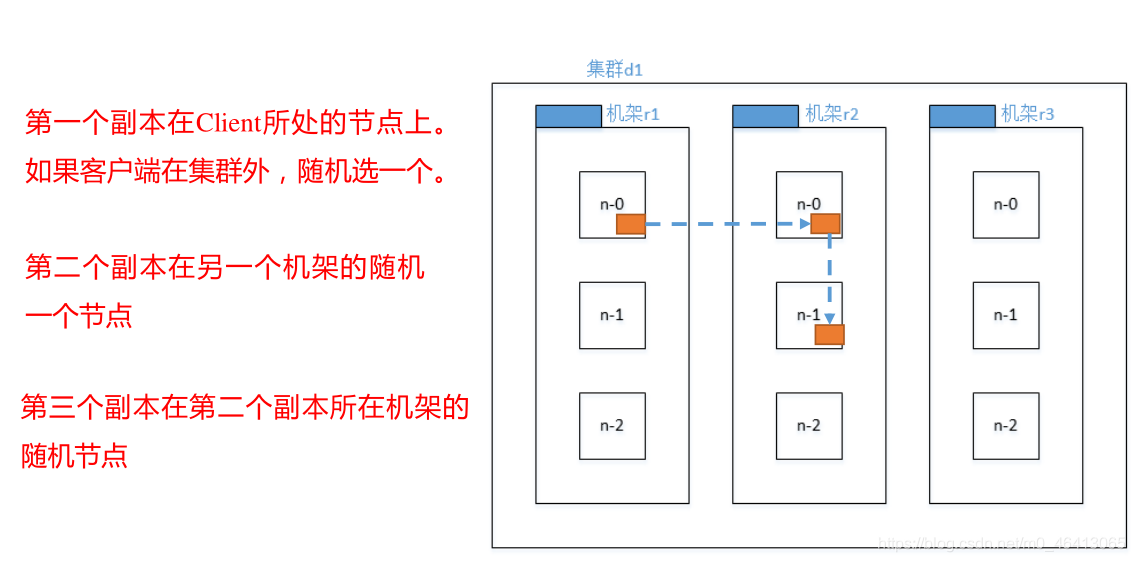 集群d1
第一个副本在Client所处的节点上。
如果客户端在集群外，随机选一个。
第二个副本在另一个机架的随机
一个节点
第三个副本在第二个副本所在机架的
随机节点
机架r1
机架r2
机架r3
n-0
n-0
n-0
n-1
n-1
n-1
n-2
n-2
n-2
https://blog.csdn.net/m0_46413065